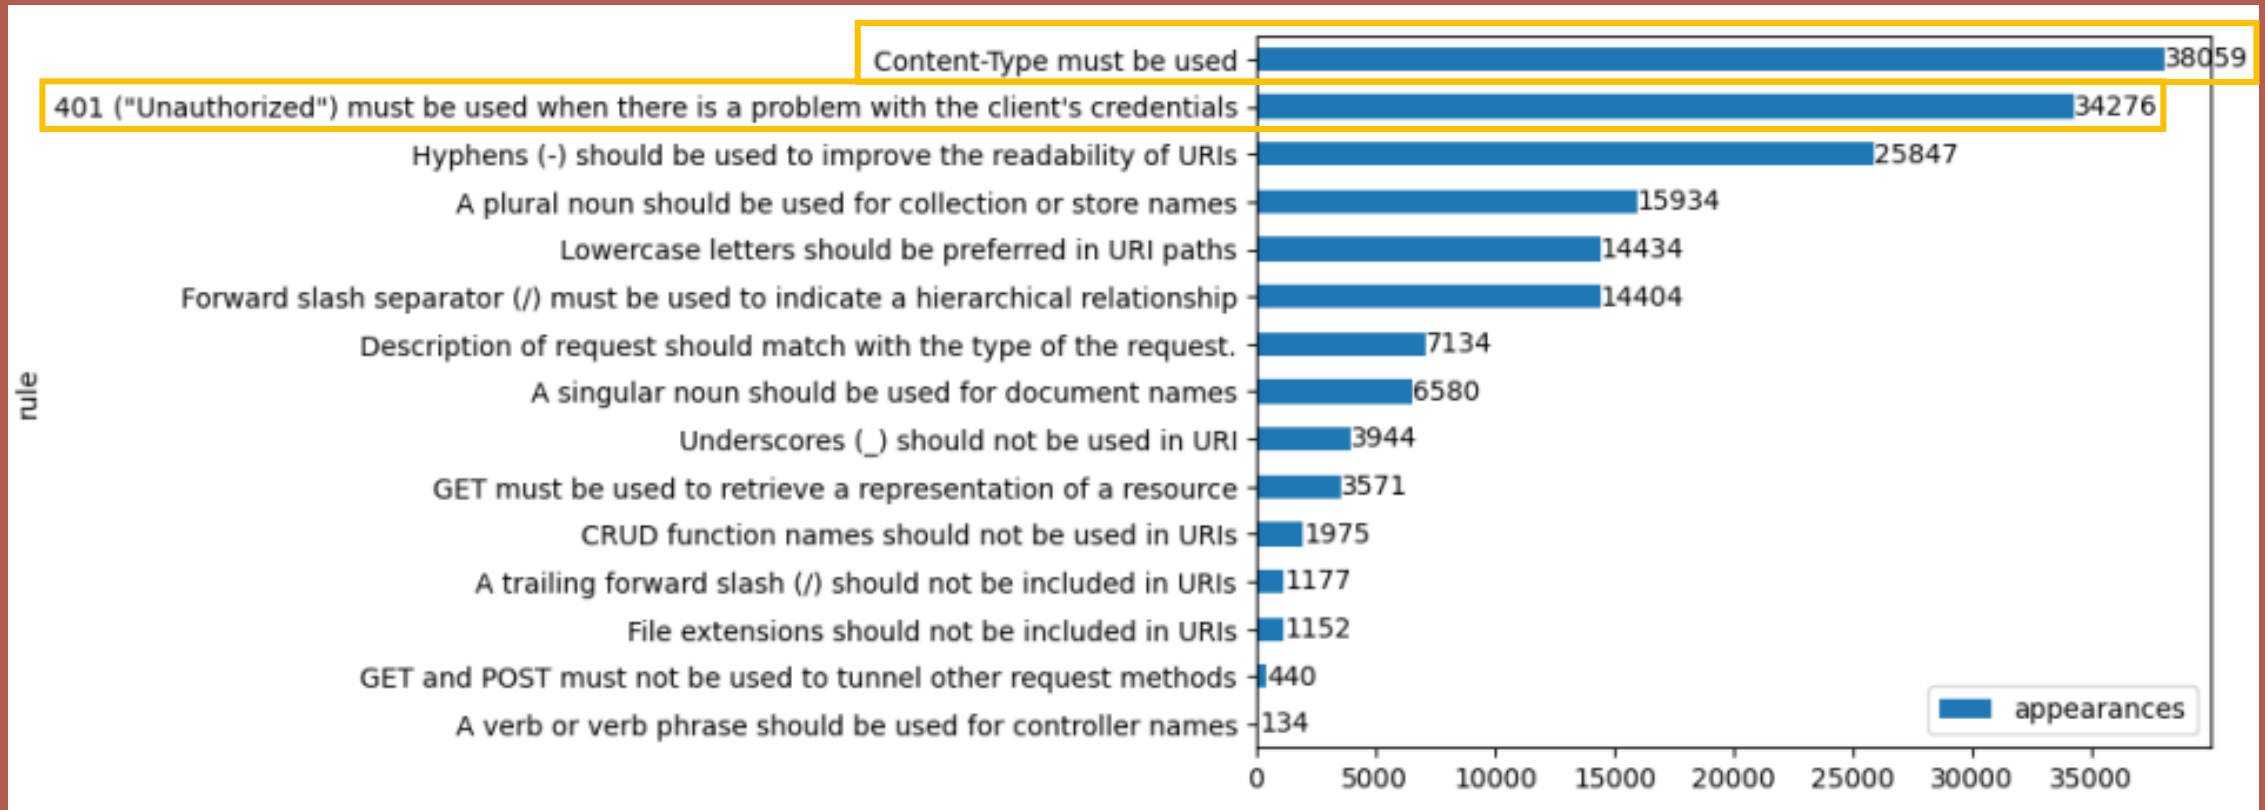 Content-Type must be used 38059
401 ("Unauthorized") must be used when there is a problem with the client's credentials 34276
Hyphens (-) should be used to improve the readability of URIs 25847
A plural noun should be used for collection or store names 15934
Lowercase letters should be preferred in URI paths 14434
Forward slash separator (/) must be used to indicate a hierarchical relationship 14404
Description of request should match with the type of the request. 7134
A singular noun should be used for document names 6580
Underscores (_) should not be used in URI 3944
GET must be used to retrieve a representation of a resource 3571
CRUD function names should not be used in URIs 1975
A trailing forward slash (/) should not be included in URIs 1177
File extensions should not be included in URIs 1152
GET and POST must not be used to tunnel other request methods 440
A verb or verb phrase should be used for controller names 134
rule
appearances
0 5000 10000 15000 20000 25000 30000 35000